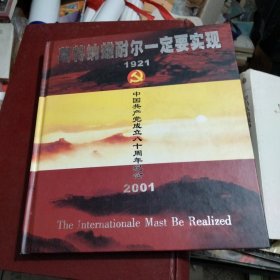 英特纳雄耐尔一定要实现
1921
中国共产党成立八十周年纪念
2001
The Internationale Mast Be Realized